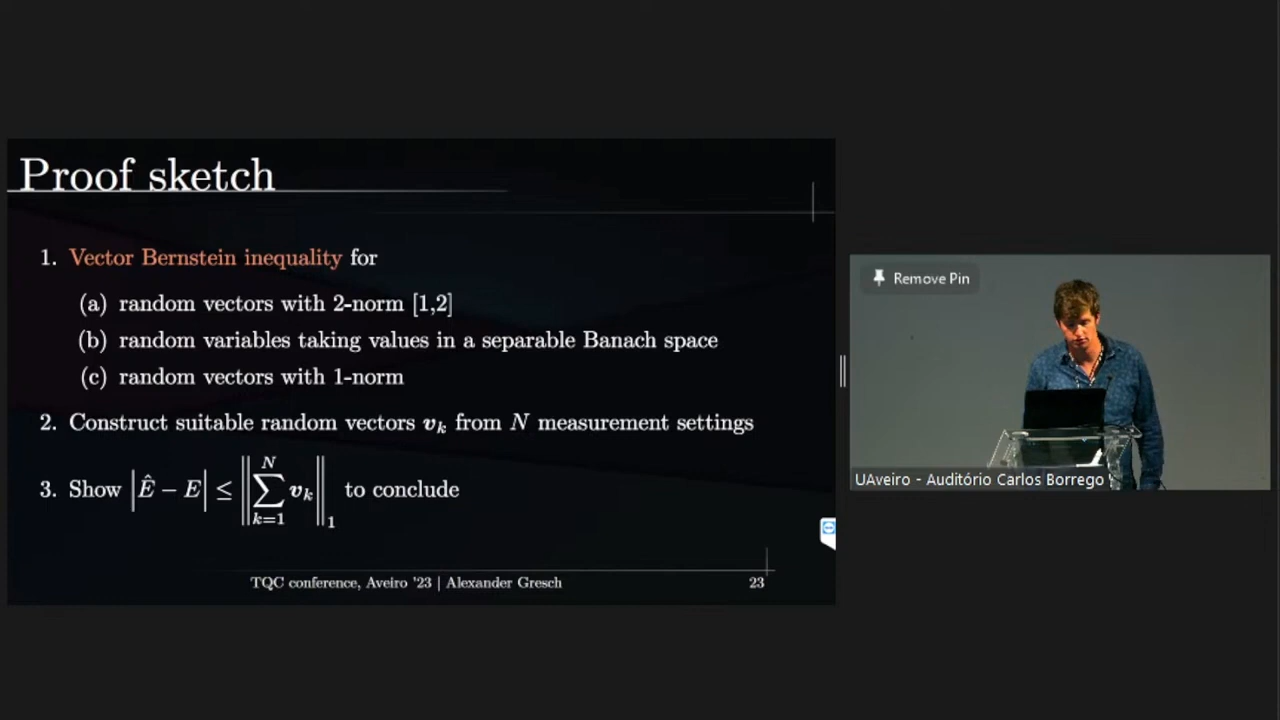 Proof sketch
1. Vector Bernstein inequality for
(a) random vectors with 2-norm [1,2]
(b) random variables taking values in a separable Banach space
(c) random vectors with 1-norm
2. Construct suitable random vectors v_k from N measurement settings
3. Show |Ê − E| ≤ ‖∑_{k=1}^{N} v_k‖_1 to conclude
TQC conference, Aveiro '23 | Alexander Gresch 23
Remove Pin
UAveiro - Auditório Carlos Borrego